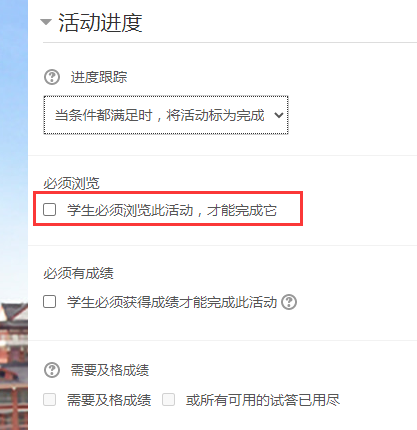 活动进度
进度跟踪
当条件都满足时，将活动标为完成
必须浏览
学生必须浏览此活动，才能完成它
必须有成绩
学生必须获得成绩才能完成此活动
需要及格成绩
需要及格成绩 或所有可用的试答已用尽